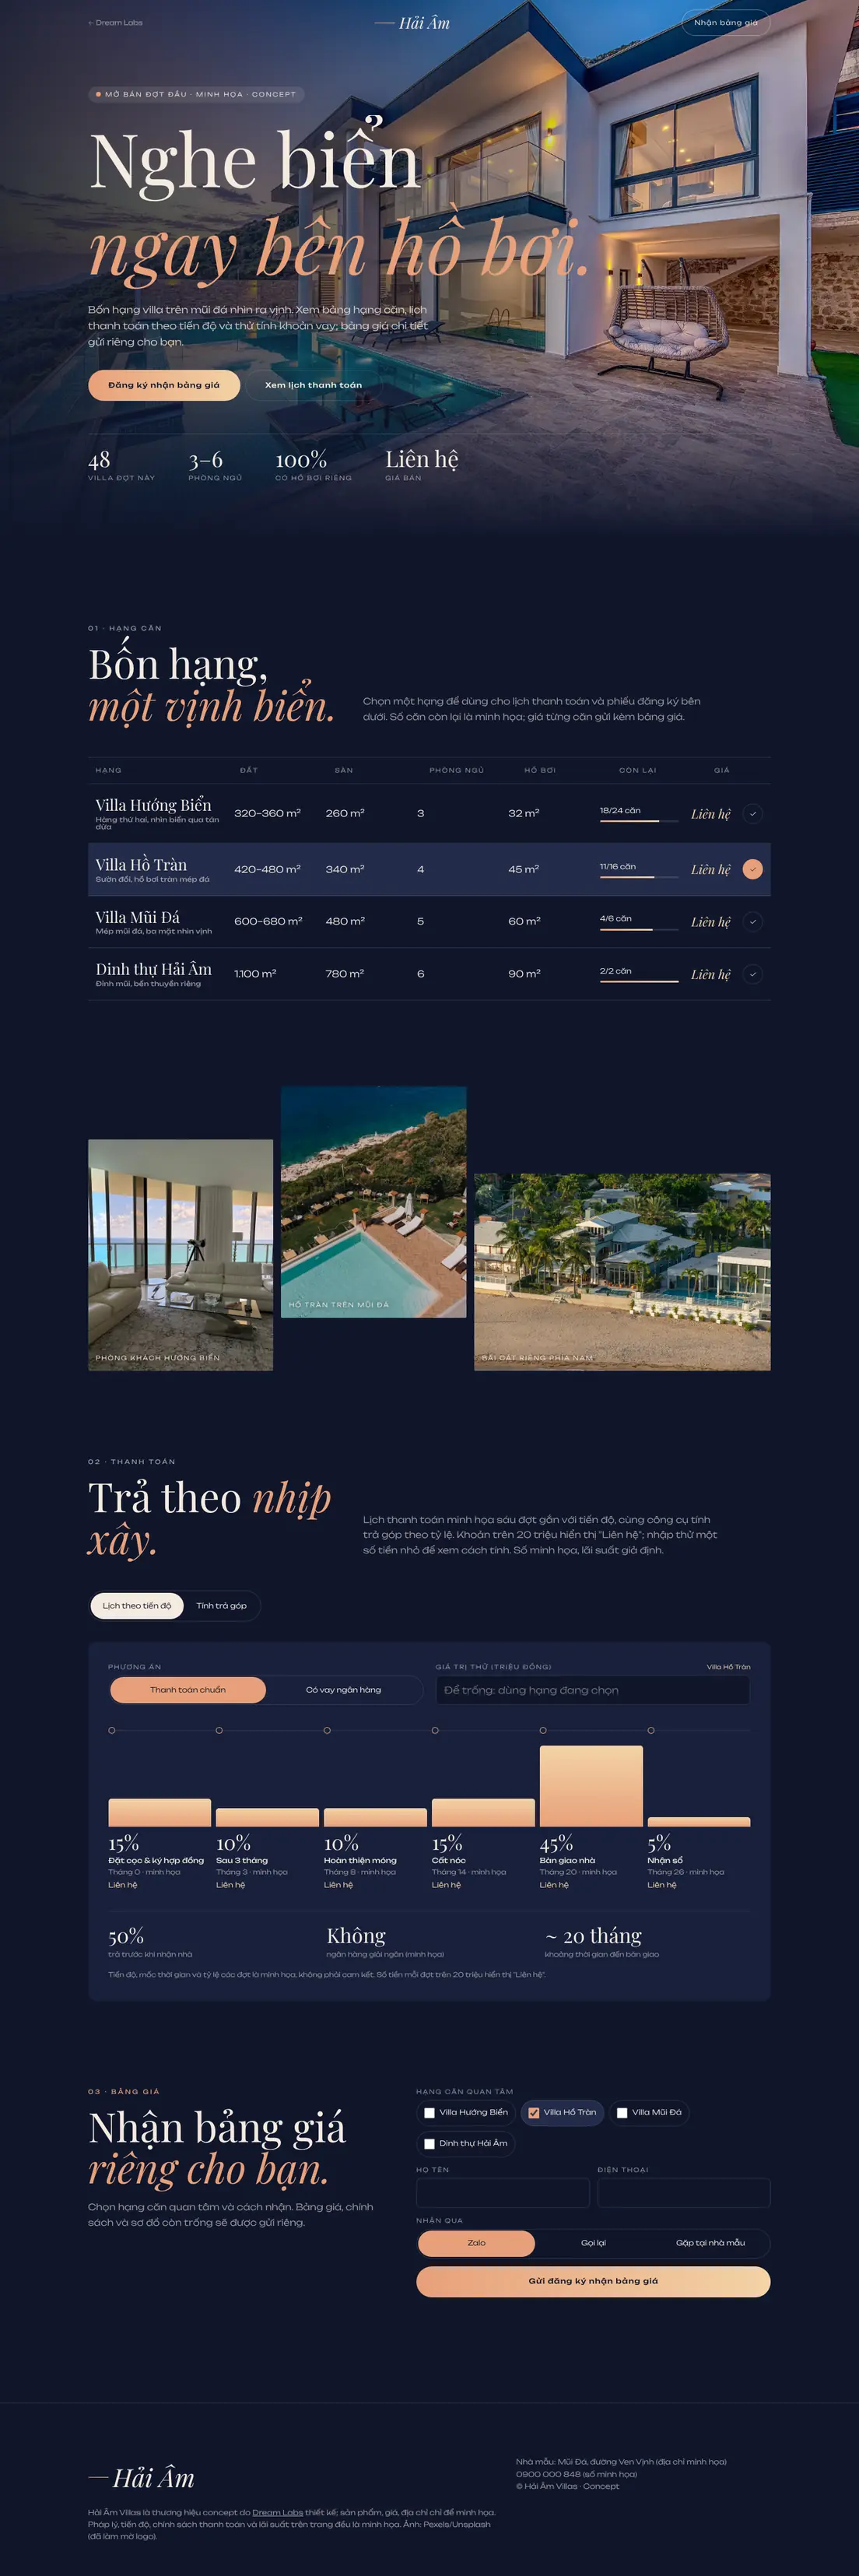 ← Dream Labs
Hải Âm
Nhận bảng giá
MỞ BÁN ĐỢT ĐẦU · MINH HỌA · CONCEPT
Nghe biển
ngay bên hồ bơi.
Bốn hạng villa trên mũi đá nhìn ra vịnh. Xem bảng hạng căn, lịch
thanh toán theo tiến độ và thử tính khoản vay; bảng giá chi tiết
gửi riêng cho bạn.
Đăng ký nhận bảng giá
Xem lịch thanh toán
48
VILLA ĐỢT NÀY
3–6
PHÒNG NGỦ
100%
CÓ HỒ BƠI RIÊNG
Liên hệ
GIÁ BÁN
01 · HẠNG CĂN
Bốn hạng,
một vịnh biển.
Chọn một hạng để dùng cho lịch thanh toán và phiếu đăng ký bên
dưới. Số căn còn lại là minh họa; giá từng căn gửi kèm bảng giá.
HẠNG ĐẤT SÀN PHÒNG NGỦ HỒ BƠI CÒN LẠI GIÁ
Villa Hướng Biển
Hàng thứ hai, nhìn biển qua tán
dừa
320–360 m² 260 m² 3 32 m² 18/24 căn Liên hệ
Villa Hồ Tràn
Sườn đồi, hồ bơi tràn mép đá
420–480 m² 340 m² 4 45 m² 11/16 căn Liên hệ
Villa Mũi Đá
Mép mũi đá, ba mặt nhìn vịnh
600–680 m² 480 m² 5 60 m² 4/6 căn Liên hệ
Dinh thự Hải Âm
Đỉnh mũi, bến thuyền riêng
1.100 m² 780 m² 6 90 m² 2/2 căn Liên hệ
PHÒNG KHÁCH HƯỚNG BIỂN
HỒ TRÀN TRÊN MŨI ĐÁ
BÃI CÁT RIÊNG PHÍA NAM
02 · THANH TOÁN
Trả theo nhịp
xây.
Lịch thanh toán minh họa sáu đợt gắn với tiến độ, cùng công cụ tính
trả góp theo tỷ lệ. Khoản trên 20 triệu hiển thị "Liên hệ"; nhập thử một
số tiền nhỏ để xem cách tính. Số minh họa, lãi suất giả định.
Lịch theo tiến độ
Tính trả góp
PHƯƠNG ÁN
Thanh toán chuẩn
Có vay ngân hàng
GIÁ TRỊ THỬ (TRIỆU ĐỒNG)
Villa Hồ Tràn
Để trống: dùng hạng đang chọn
15%
Đặt cọc & ký hợp đồng
Tháng 0 · minh họa
Liên hệ
10%
Sau 3 tháng
Tháng 3 · minh họa
Liên hệ
10%
Hoàn thiện móng
Tháng 8 · minh họa
Liên hệ
15%
Cất nóc
Tháng 14 · minh họa
Liên hệ
45%
Bàn giao nhà
Tháng 20 · minh họa
Liên hệ
5%
Nhận sổ
Tháng 26 · minh họa
Liên hệ
50%
trả trước khi nhận nhà
Không
ngân hàng giải ngân (minh họa)
~ 20 tháng
khoảng thời gian đến bàn giao
Tiến độ, mốc thời gian và tỷ lệ các đợt là minh họa, không phải cam kết. Số tiền mỗi đợt trên 20 triệu hiển thị "Liên hệ".
03 · BẢNG GIÁ
Nhận bảng giá
riêng cho bạn.
Chọn hạng căn quan tâm và cách nhận. Bảng giá, chính
sách và sơ đồ còn trống sẽ được gửi riêng.
HẠNG CĂN QUAN TÂM
Villa Hướng Biển
Villa Hồ Tràn
Villa Mũi Đá
Dinh thự Hải Âm
HỌ TÊN
ĐIỆN THOẠI
NHẬN QUA
Zalo
Gọi lại
Gặp tại nhà mẫu
Gửi đăng ký nhận bảng giá
Hải Âm
Hải Âm Villas là thương hiệu concept do Dream Labs thiết kế; sản phẩm, giá, địa chỉ chỉ để minh họa.
Pháp lý, tiến độ, chính sách thanh toán và lãi suất trên trang đều là minh họa. Ảnh: Pexels/Unsplash
(đã làm mờ logo).
Nhà mẫu: Mũi Đá, đường Ven Vịnh (địa chỉ minh họa)
0900 000 848 (số minh họa)
© Hải Âm Villas · Concept